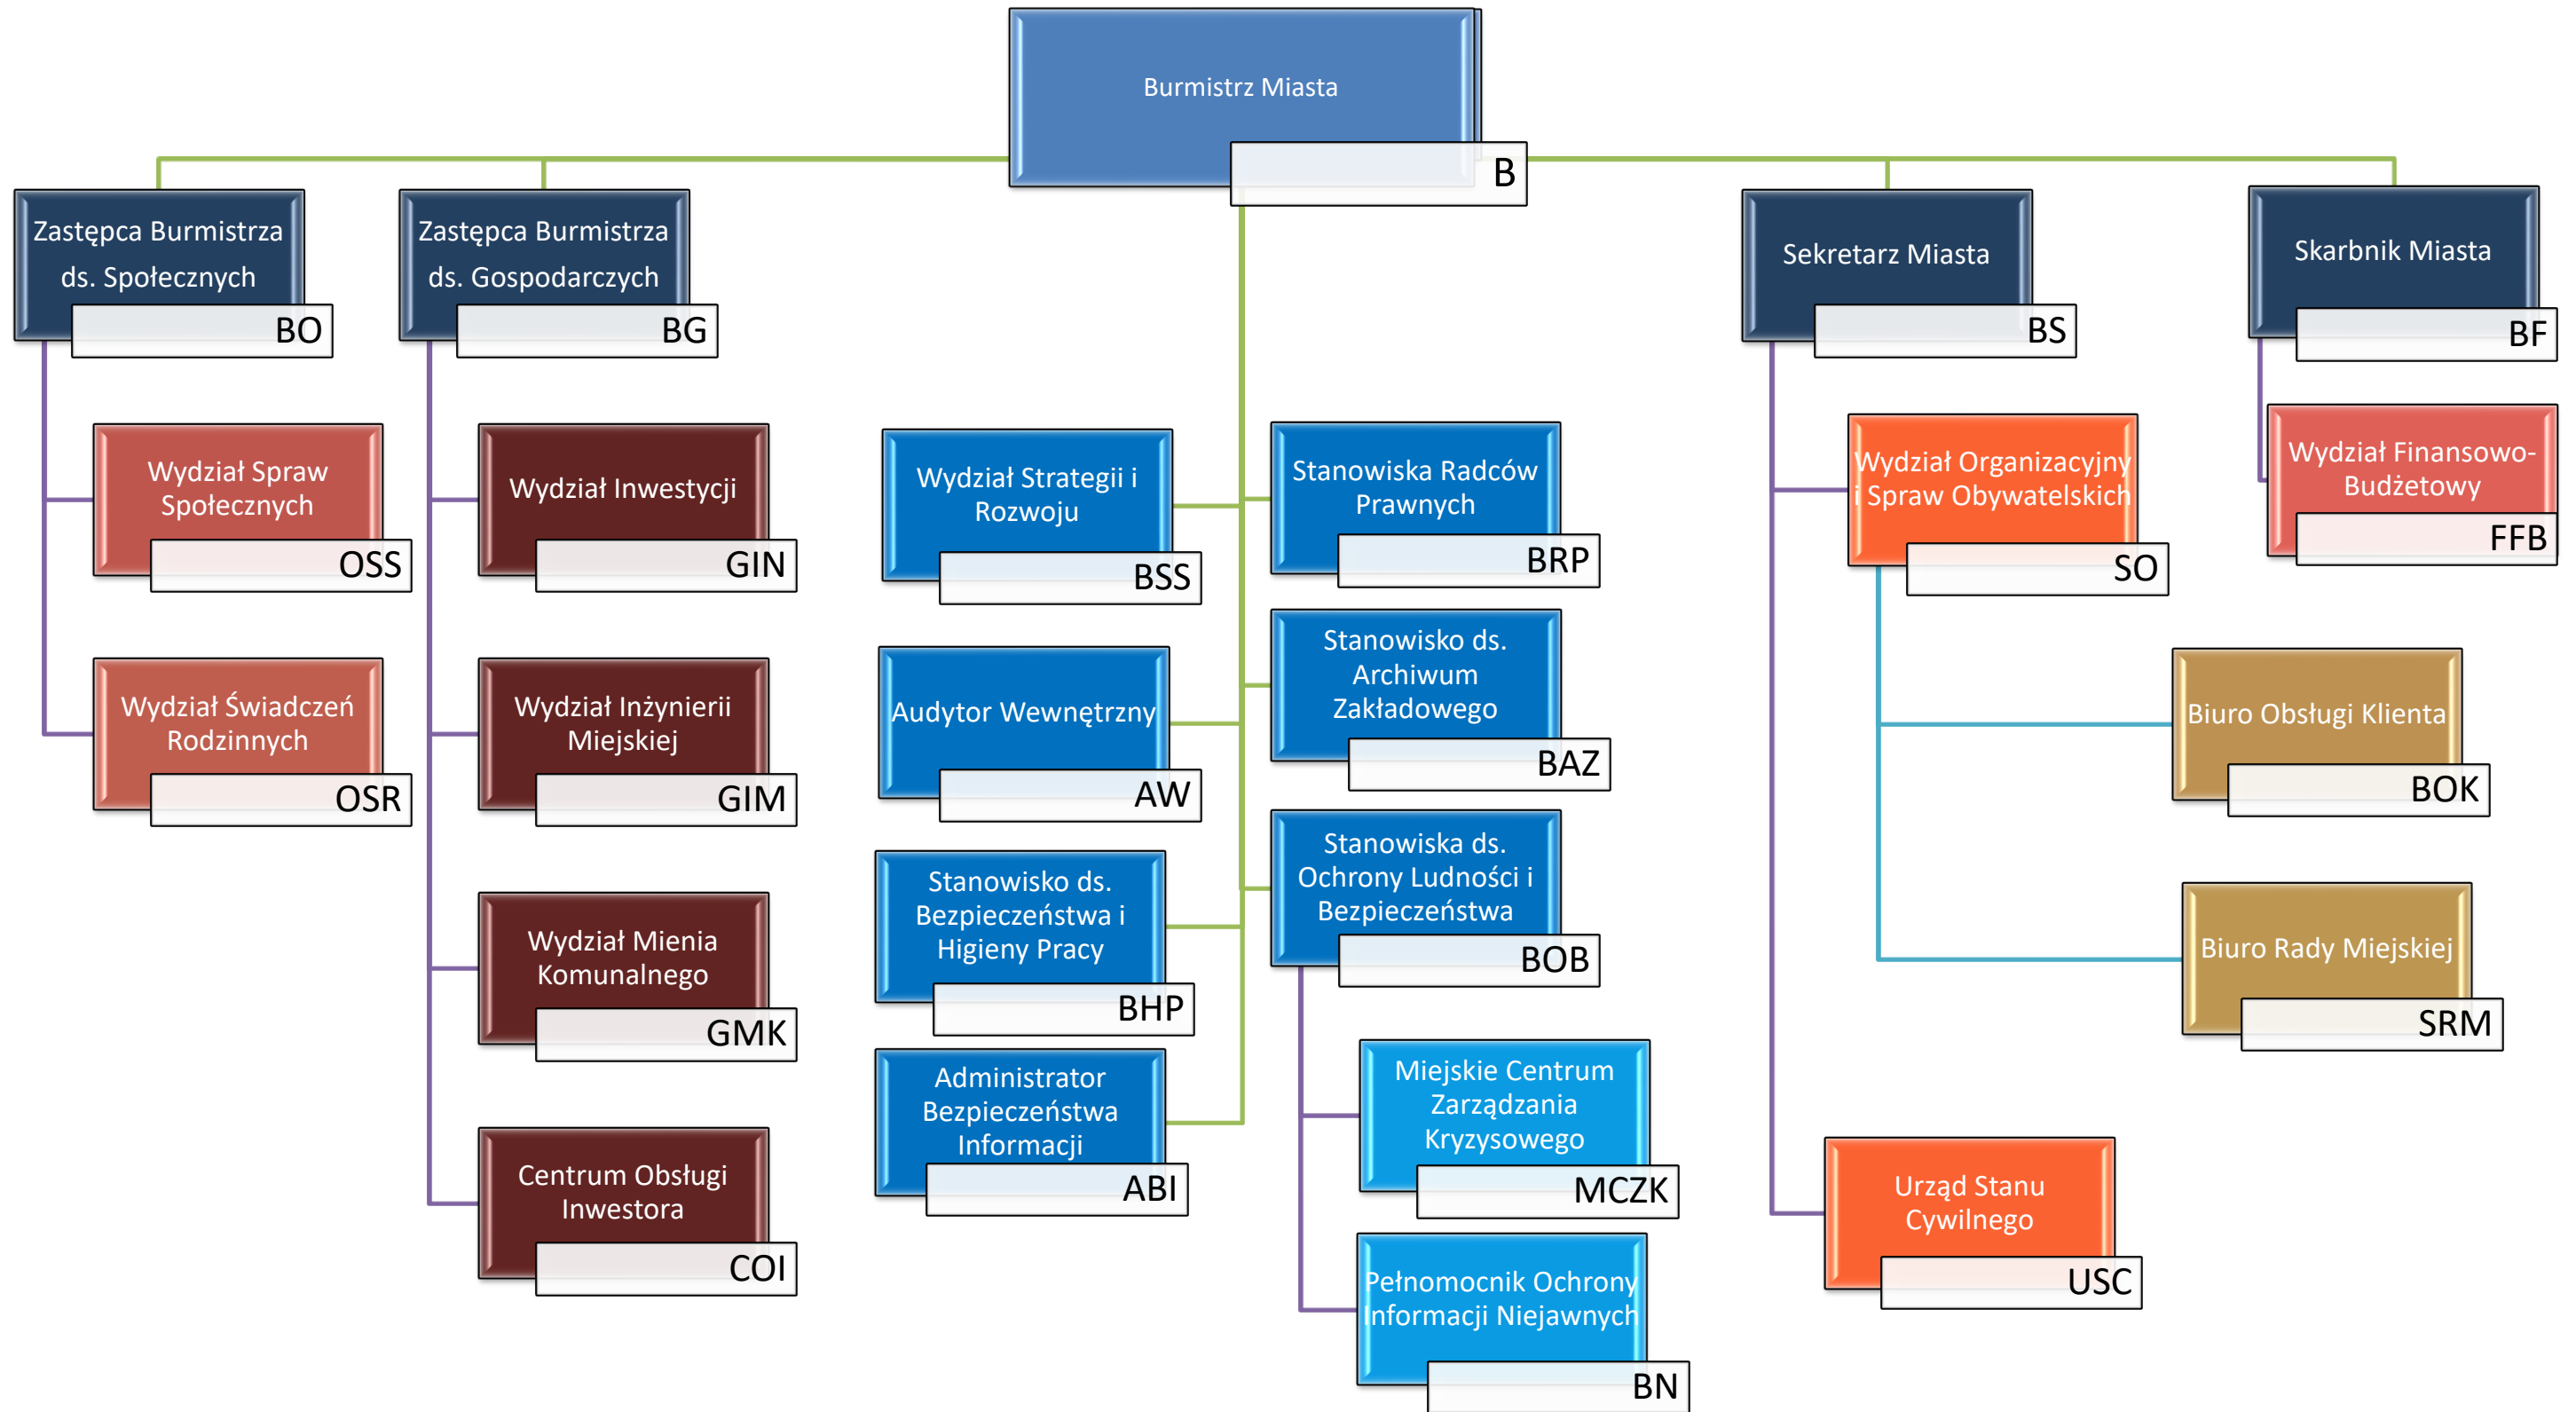 Burmistrz Miasta
B
Zastępca Burmistrza
ds. Społecznych
BO
Zastępca Burmistrza
ds. Gospodarczych
BG
Sekretarz Miasta
BS
Skarbnik Miasta
BF
Wydział Spraw
Społecznych
OSS
Wydział Świadczeń
Rodzinnych
OSR
Wydział Inwestycji
GIN
Wydział Inżynierii
Miejskiej
GIM
Wydział Mienia
Komunalnego
GMK
Centrum Obsługi
Inwestora
COI
Wydział Strategii i
Rozwoju
BSS
Audytor Wewnętrzny
AW
Stanowisko ds.
Bezpieczeństwa i
Higieny Pracy
BHP
Administrator
Bezpieczeństwa
Informacji
ABI
Stanowiska Radców
Prawnych
BRP
Stanowisko ds.
Archiwum
Zakładowego
BAZ
Stanowiska ds.
Ochrony Ludności i
Bezpieczeństwa
BOB
Miejskie Centrum
Zarządzania
Kryzysowego
MCZK
Pełnomocnik Ochrony
Informacji Niejawnych
BN
Wydział Organizacyjny
i Spraw Obywatelskich
SO
Biuro Obsługi Klienta
BOK
Biuro Rady Miejskiej
SRM
Urząd Stanu
Cywilnego
USC
Wydział Finansowo-
Budżetowy
FFB